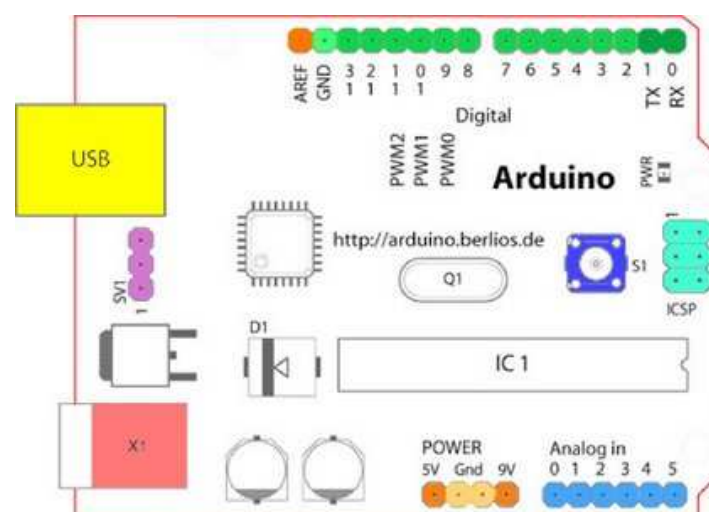 AREF GND 13 12 11 10 9 8 7 6 5 4 3 2 1 0
TX RX
Digital
USB
PWM2 PWM1 PWM0
Arduino
PWR
http://arduino.berlios.de
1
SV1
1
Q1
S1
ICSP
D1
IC 1
X1
POWER
5V Gnd 9V
Analog in
0 1 2 3 4 5